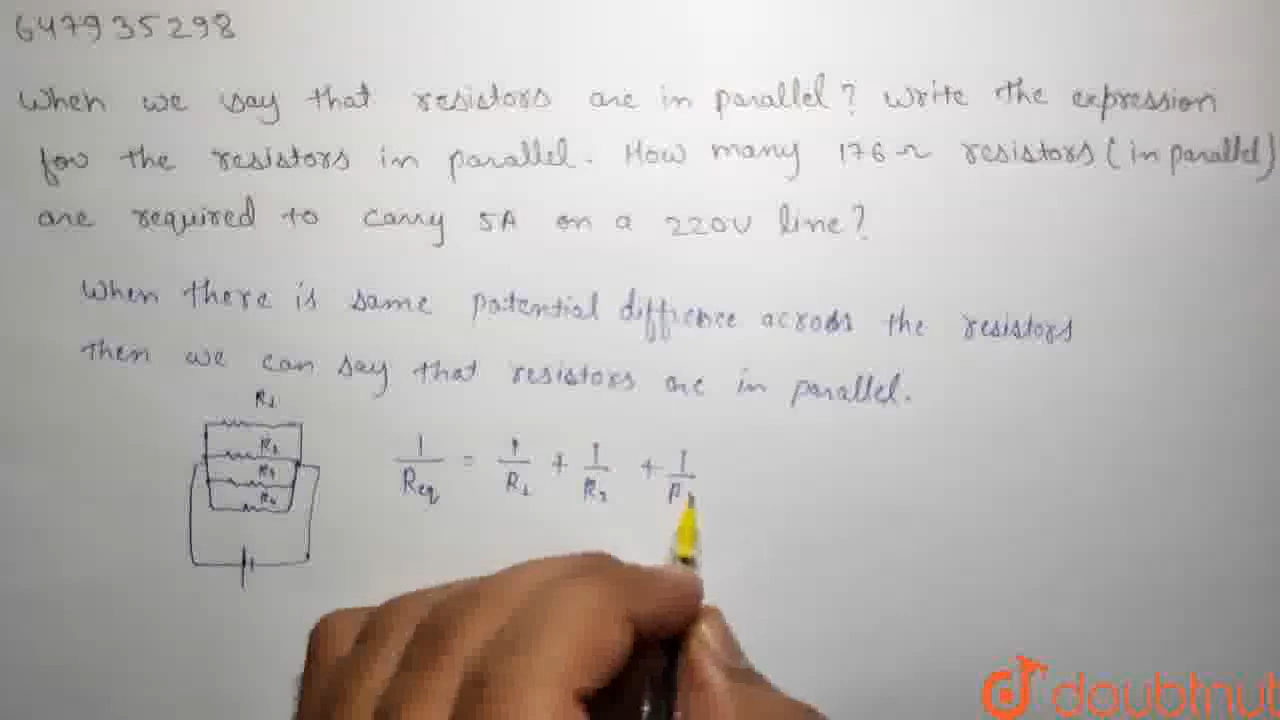 647935298
When we say that resistors are in parallel? Write the expression
for the resistors in parallel. How many 176 Ω resistors (in parallel)
are required to carry 5A on a 220V line?
When there is same potential diffrence across the resistors
then we can say that resistors are in parallel.
R1
R2
R3
R4
1/Req = 1/R1 + 1/R2 + 1/R3
doubtnut